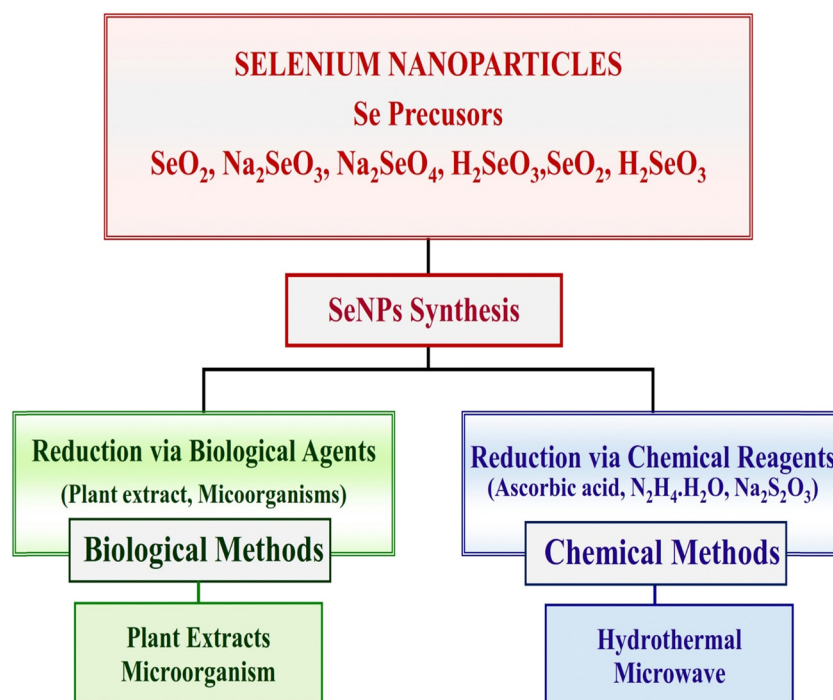 SELENIUM NANOPARTICLES
Se Precusors
SeO₂, Na₂SeO₃, Na₂SeO₄, H₂SeO₃,SeO₂, H₂SeO₃
SeNPs Synthesis
Reduction via Biological Agents
(Plant extract, Micoorganisms)
Biological Methods
Plant Extracts
Microorganism
Reduction via Chemical Reagents
(Ascorbic acid, N₂H₄.H₂O, Na₂S₂O₃)
Chemical Methods
Hydrothermal
Microwave